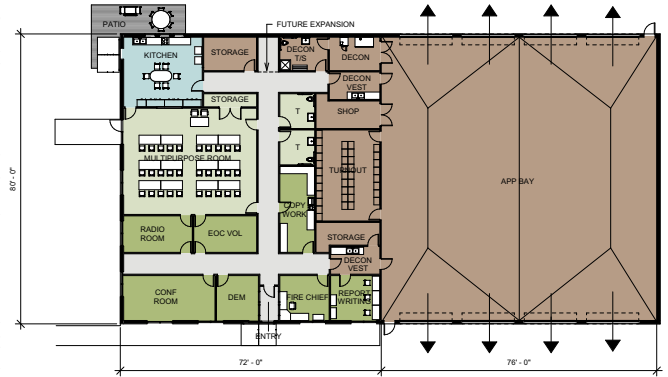 PATIO
FUTURE EXPANSION
KITCHEN
STORAGE
DECON
T/S
DECON
DECON
VEST
STORAGE
SHOP
T
T
MULTIPURPOSE ROOM
TURNOUT
APP BAY
80' - 0"
COPY
WORK
RADIO
ROOM
EOC VOL
STORAGE
DECON
VEST
CONF
ROOM
DEM
FIRE CHIEF
REPORT
WRITING
ENTRY
72' - 0"
76' - 0"